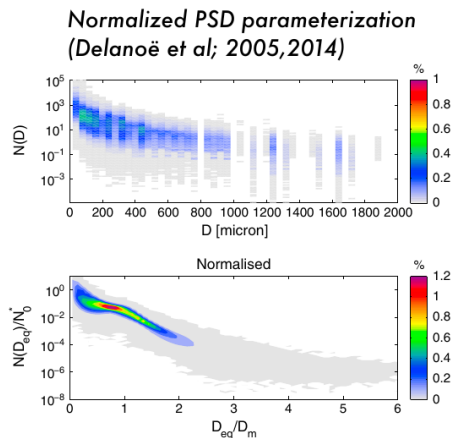 Normalized PSD parameterization
(Delanoë et al; 2005,2014)
%
10^5
10^3
10^1
10^-1
10^-3
N(D)
0 200 400 600 800 1000 1200 1400 1600 1800 2000
D [micron]
1
0.8
0.6
0.4
0.2
0
Normalised
%
10^0
10^-2
10^-4
10^-6
10^-8
N(D_eq)/N_0^*
0 1 2 3 4 5 6
D_eq/D_m
1.2
1
0.8
0.6
0.4
0.2
0